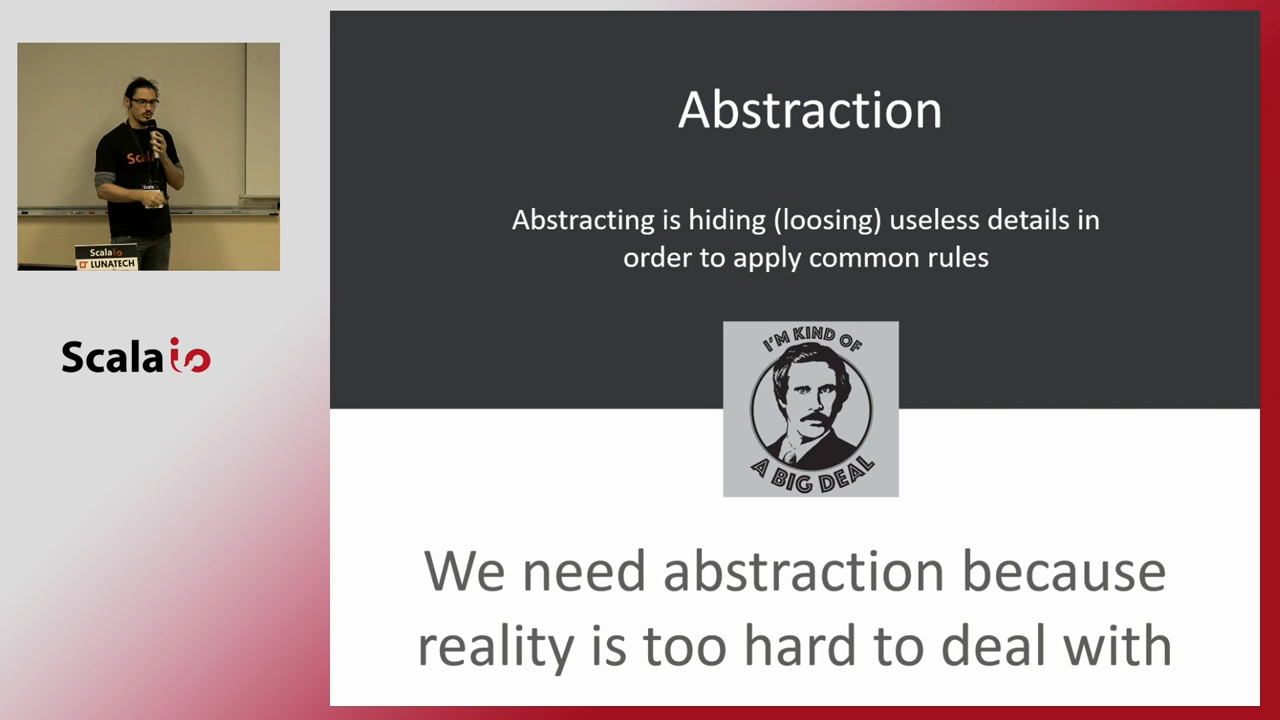 Abstraction
Abstracting is hiding (loosing) useless details in
order to apply common rules
I'M KIND OF
A BIG DEAL
We need abstraction because
reality is too hard to deal with
Scalaio
Scala
Scalaio
LUNATECH